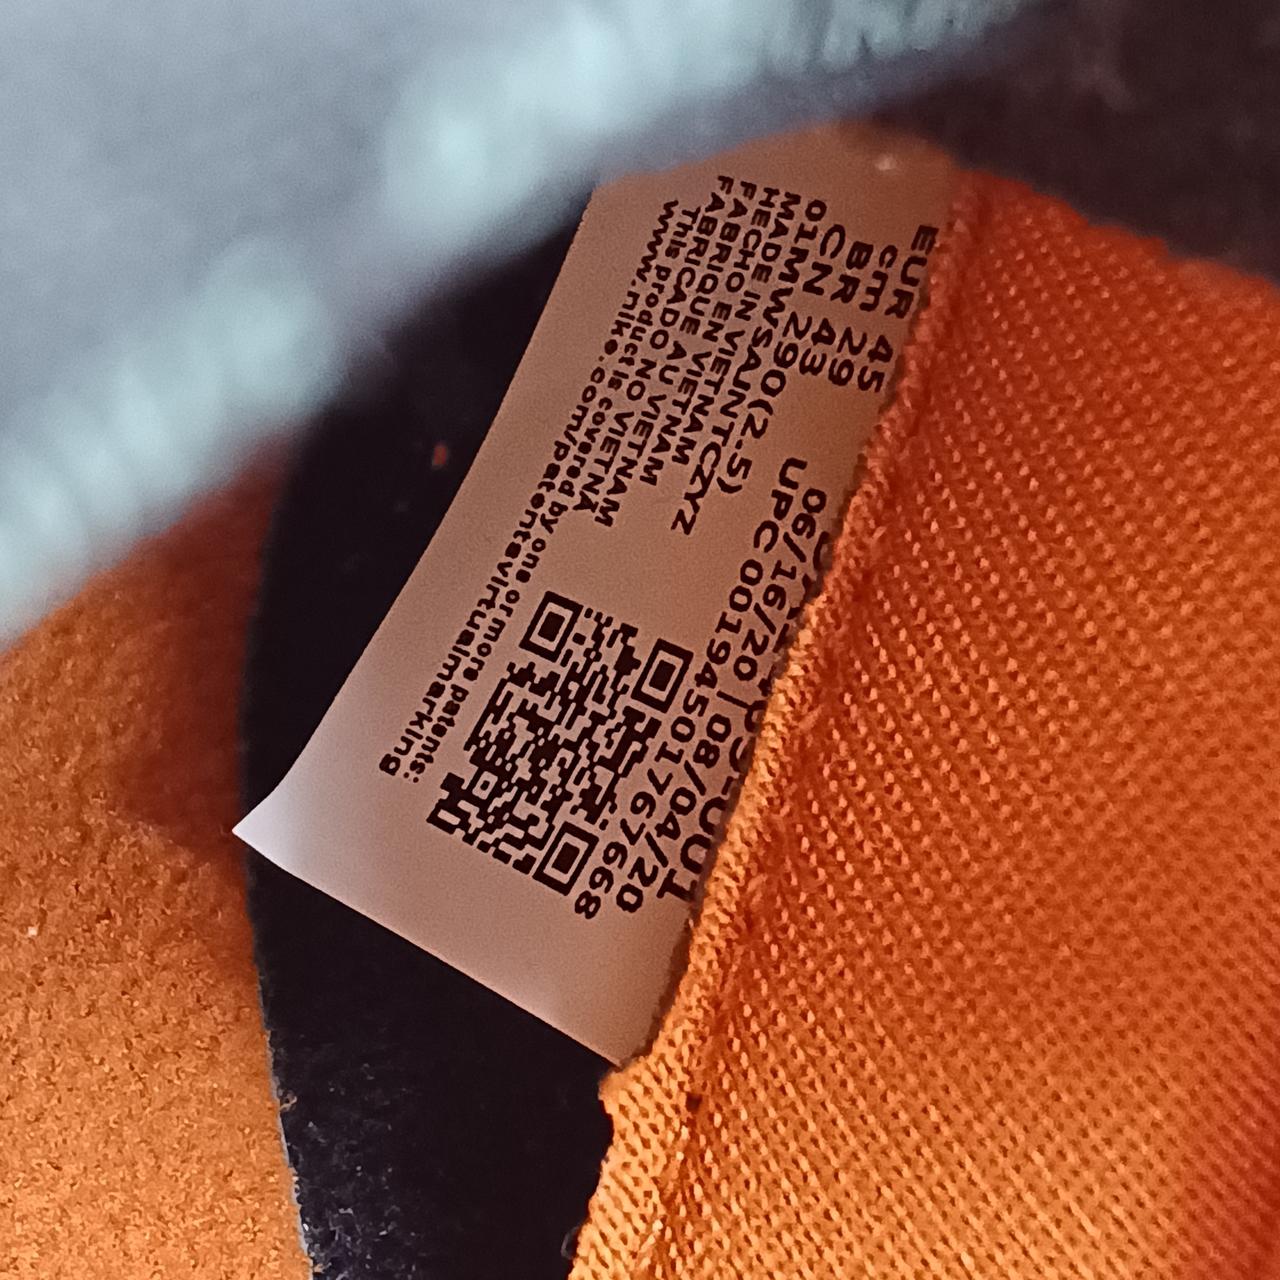 EUR 45
cm 29
BR 43
CN 290(2.5)
01MWSAJNTCZYZ
MADE IN VIETNAM
HECHO EN VIETNAM
FABRIQUE AU VIETNAM
FABRICADO NO VIETNÃ
This product is covered by one or more patents:
www.nike.com/patentsvirtualmarking
001
06/16/20 | 08/04/20
UPC 00194501767668